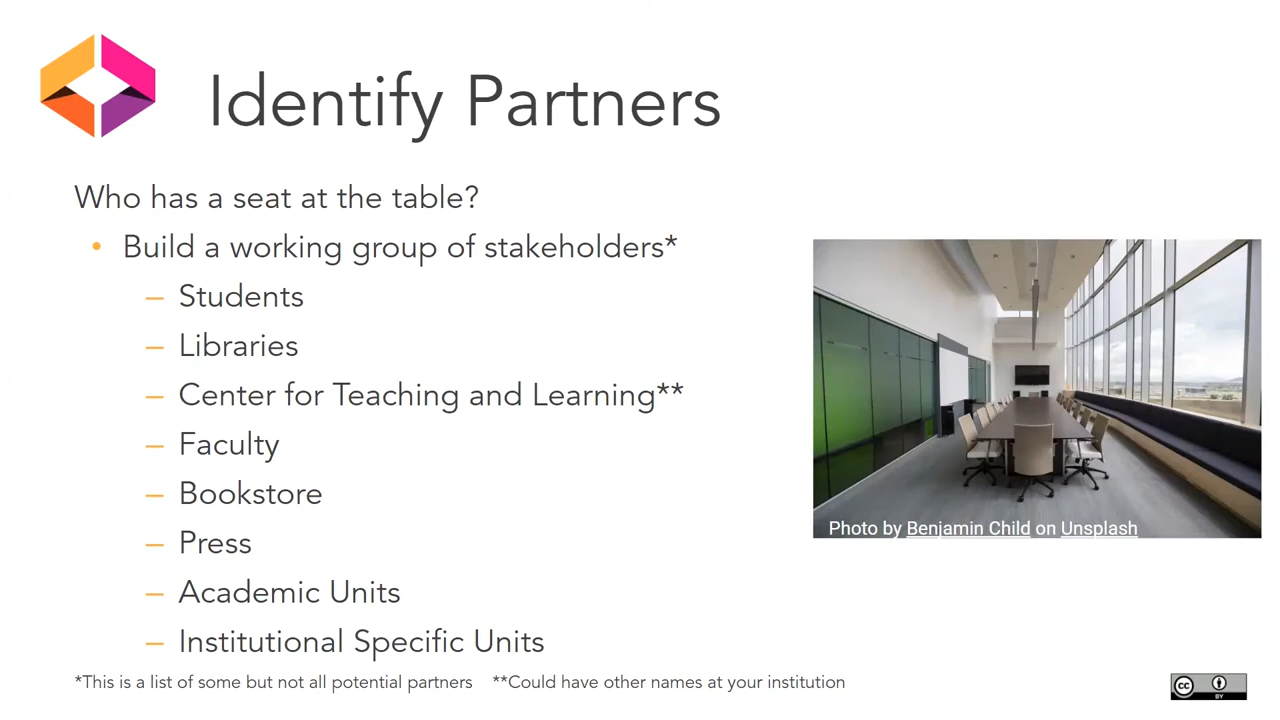 Identify Partners
Who has a seat at the table?
• Build a working group of stakeholders*
– Students
– Libraries
– Center for Teaching and Learning**
– Faculty
– Bookstore
– Press
– Academic Units
– Institutional Specific Units
Photo by Benjamin Child on Unsplash
*This is a list of some but not all potential partners **Could have other names at your institution
cc
BY